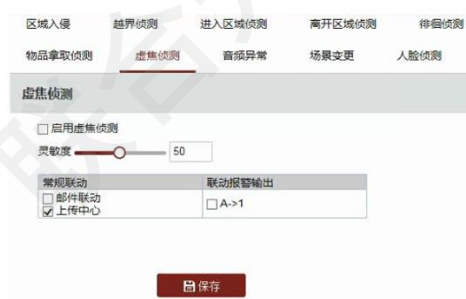 区域入侵 越界侦测 进入区域侦测 离开区域侦测 徘徊侦测
物品拿取侦测 虚焦侦测 音频异常 场景变更 人脸侦测
虚焦侦测
启用虚焦侦测
灵敏度 50
常规联动 联动报警输出
邮件联动 A->1
上传中心
保存